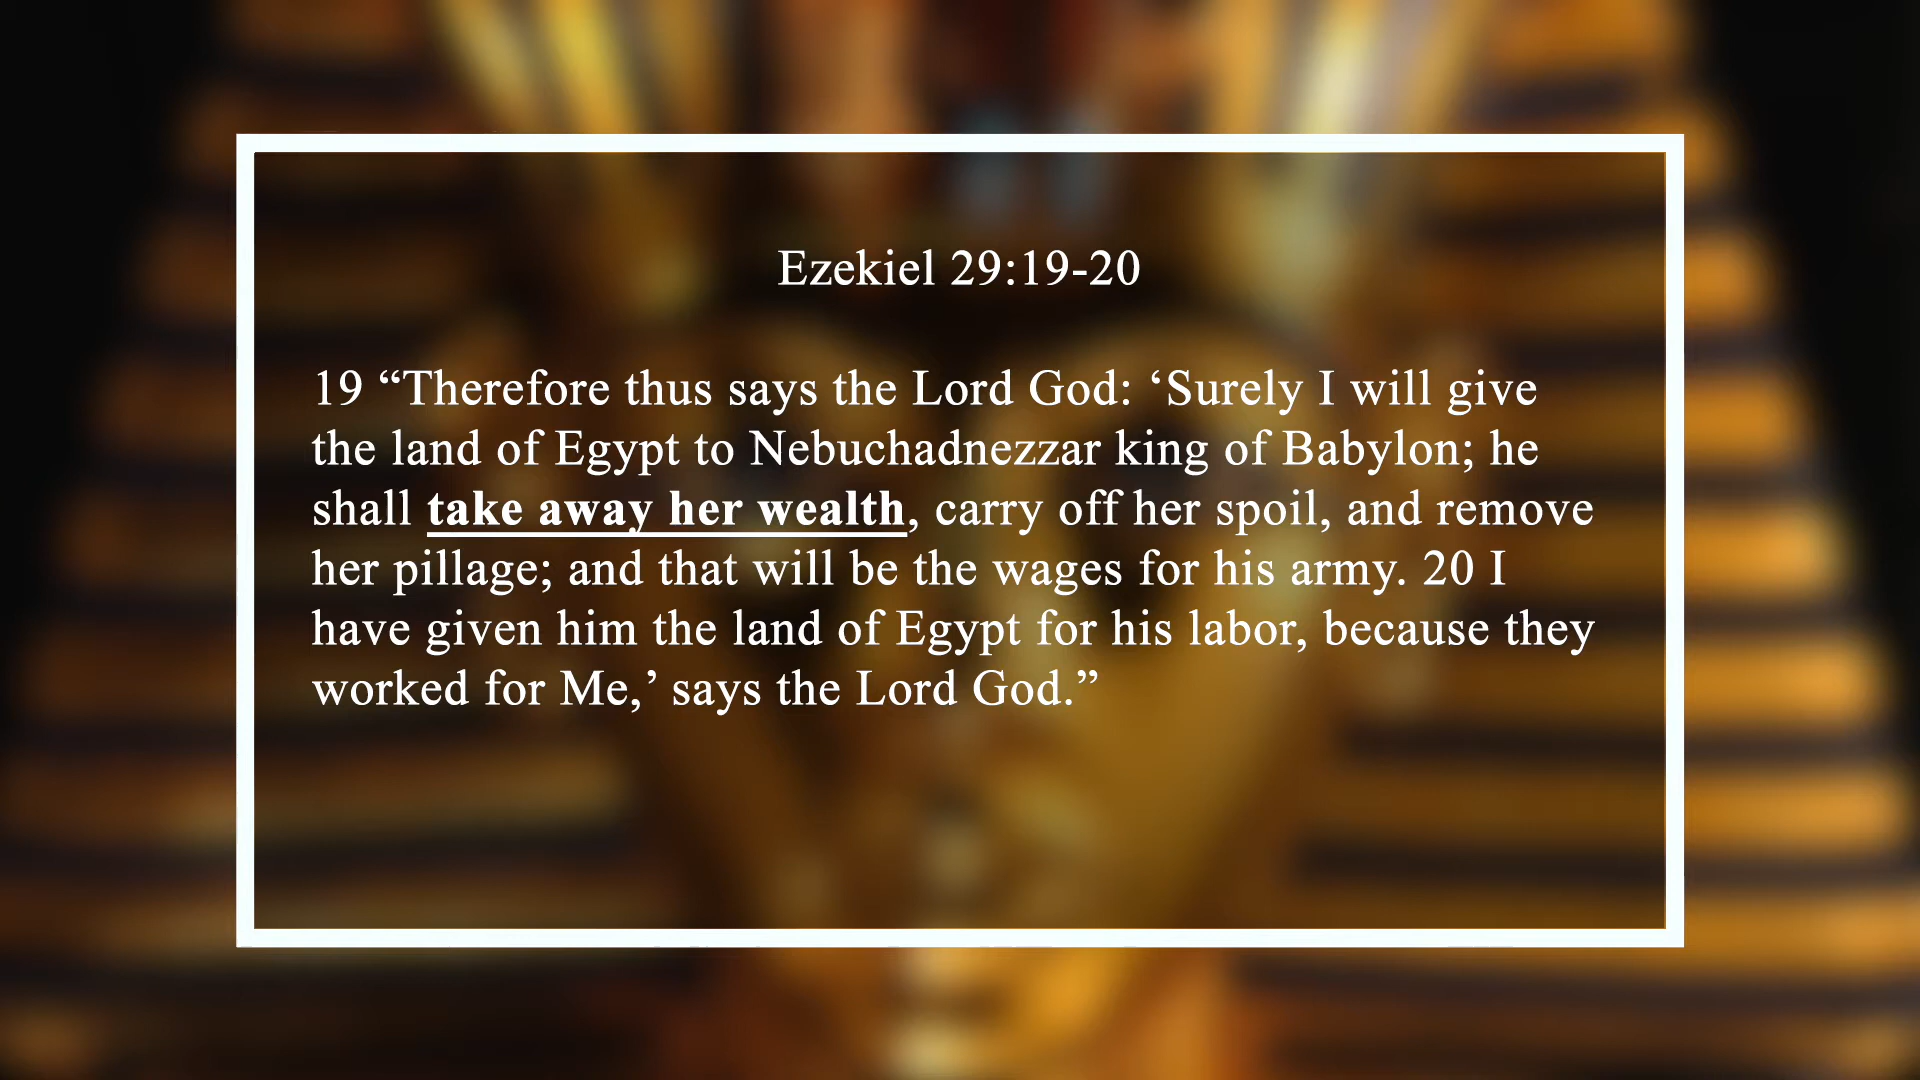 Ezekiel 29:19-20
19 “Therefore thus says the Lord God: ‘Surely I will give
the land of Egypt to Nebuchadnezzar king of Babylon; he
shall take away her wealth, carry off her spoil, and remove
her pillage; and that will be the wages for his army. 20 I
have given him the land of Egypt for his labor, because they
worked for Me,’ says the Lord God.”